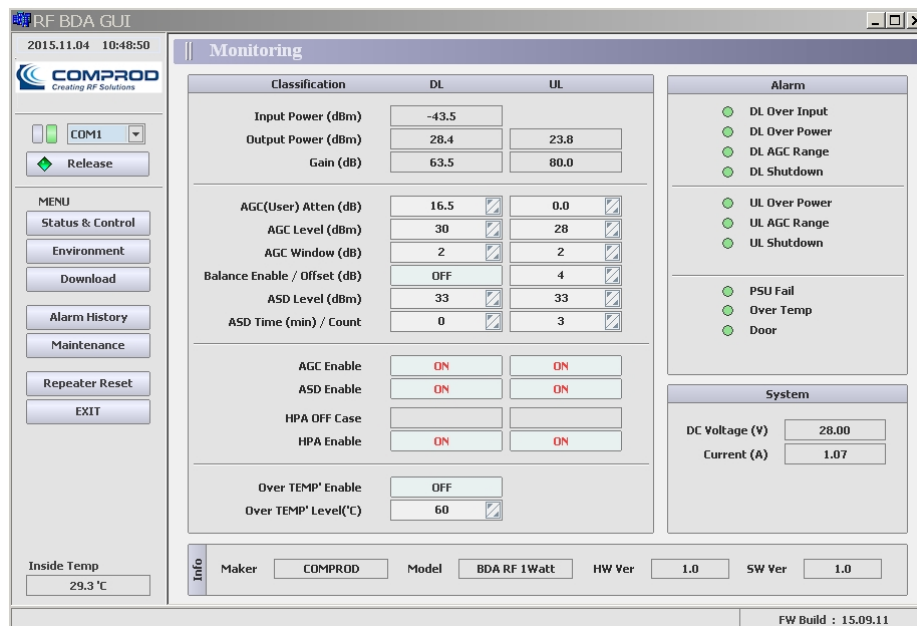 RF BDA GUI
2015.11.04 10:48:50
COMPROD
Creating RF Solutions
COM1
Release
MENU
Status & Control
Environment
Download
Alarm History
Maintenance
Repeater Reset
EXIT
Inside Temp
29.3 'C
Monitoring
Classification DL UL
Input Power (dBm) -43.5
Output Power (dBm) 28.4 23.8
Gain (dB) 63.5 80.0
AGC(User) Atten (dB) 16.5 0.0
AGC Level (dBm) 30 28
AGC Window (dB) 2 2
Balance Enable / Offset (dB) OFF 4
ASD Level (dBm) 33 33
ASD Time (min) / Count 0 3
AGC Enable ON ON
ASD Enable ON ON
HPA OFF Case
HPA Enable ON ON
Over TEMP' Enable OFF
Over TEMP' Level('C) 60
Alarm
DL Over Input
DL Over Power
DL AGC Range
DL Shutdown
UL Over Power
UL AGC Range
UL Shutdown
PSU Fail
Over Temp
Door
System
DC Voltage (V) 28.00
Current (A) 1.07
Info
Maker COMPROD Model BDA RF 1Watt HW Ver 1.0 SW Ver 1.0
FW Build : 15.09.11